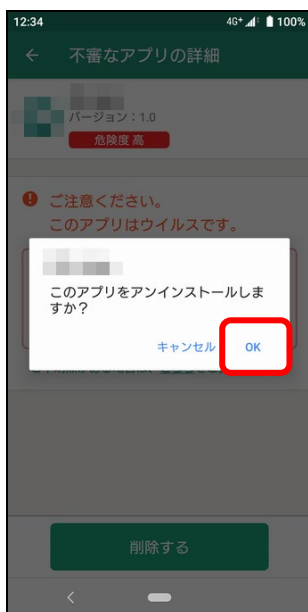 12:34 4G+ 100%
不審なアプリの詳細
バージョン：1.0
危険度 高
ご注意ください。
このアプリはウイルスです。
このアプリをアンインストールしま
すか？
キャンセル OK
削除する